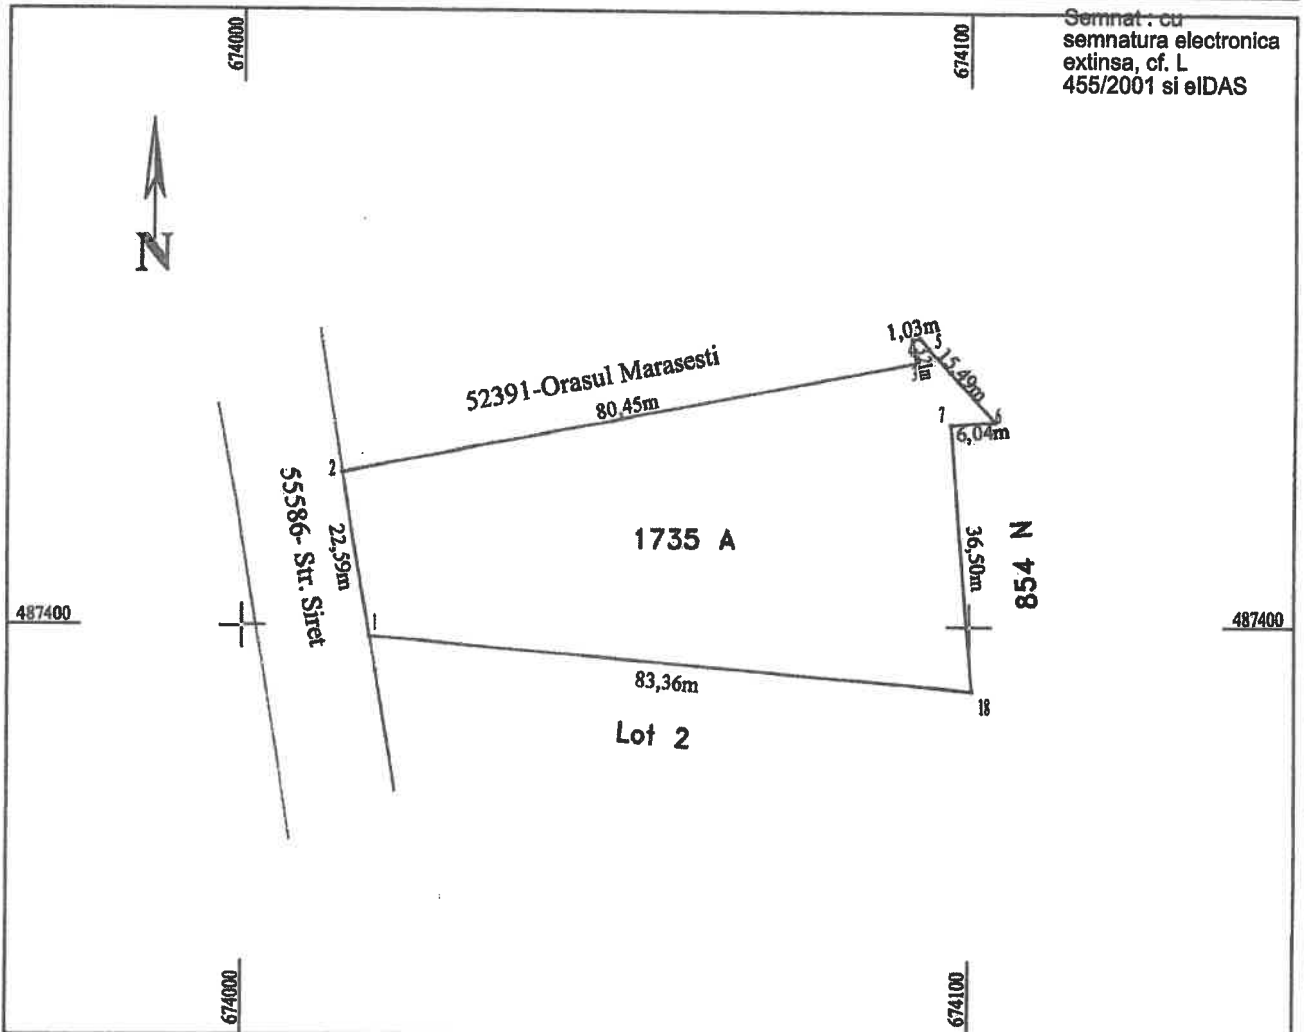 674000
674100
Semnat : cu
semnatura electronica
extinsa, cf. L
455/2001 si eIDAS
N
1,03m
5
15,49m
52391-Orasul Marasesti
80,45m
7
6
6,04m
2
55586- Str. Siret
22,59m
1735 A
36,50m
854 N
487400
1
487400
83,36m
18
Lot 2
674000
674100